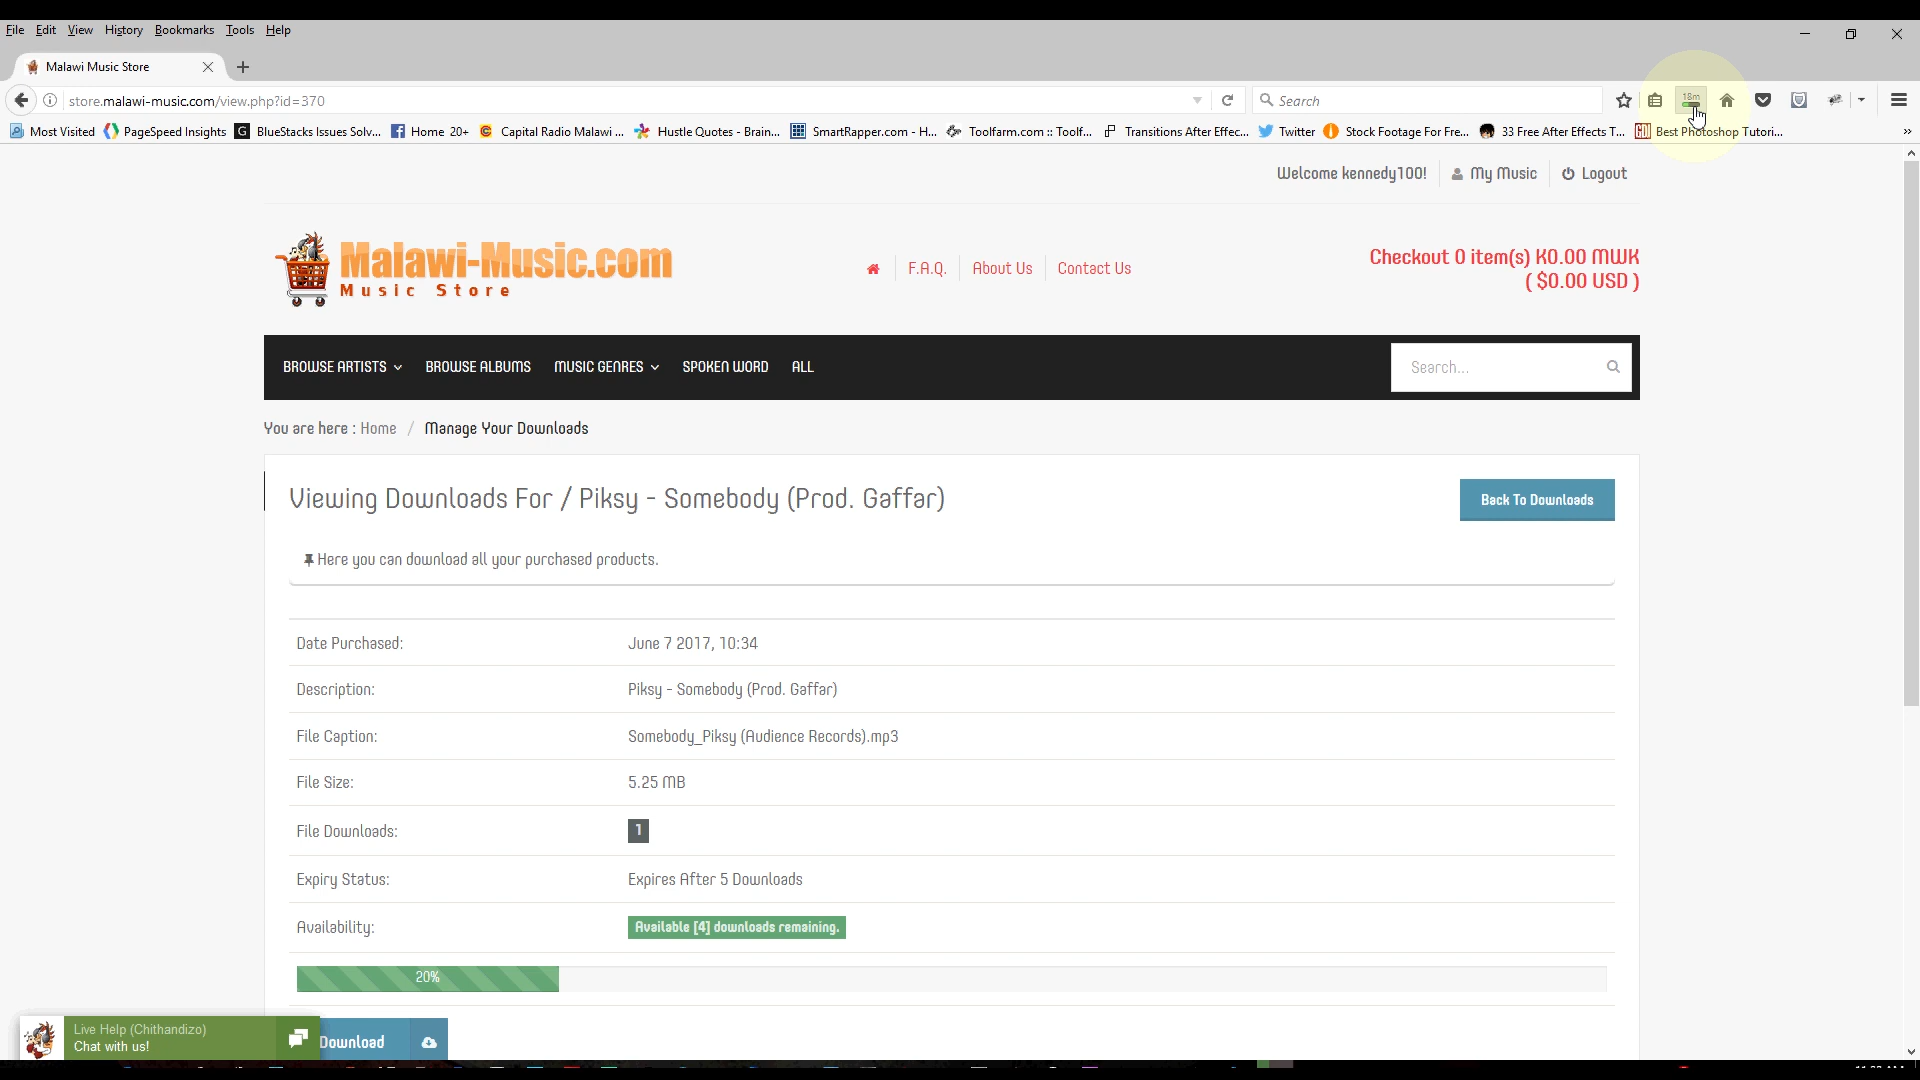 File Edit View History Bookmarks Tools Help
Malawi Music Store
store.malawi-music.com/view.php?id=370
Search
18m
Most Visited PageSpeed Insights BlueStacks Issues Solv... Home 20+ Capital Radio Malawi ... Hustle Quotes - Brain... SmartRapper.com - H... Toolfarm.com :: Toolf... Transitions After Effec... Twitter Stock Footage For Fre... 33 Free After Effects T... Best Photoshop Tutori...
Welcome kennedy100! My Music Logout
Malawi-Music.com
Music Store
F.A.Q. About Us Contact Us
Checkout 0 item(s) K0.00 MWK
( $0.00 USD )
BROWSE ARTISTS BROWSE ALBUMS MUSIC GENRES SPOKEN WORD ALL
Search...
You are here : Home / Manage Your Downloads
Viewing Downloads For / Piksy - Somebody (Prod. Gaffar)
Back To Downloads
Here you can download all your purchased products.
Date Purchased: June 7 2017, 10:34
Description: Piksy - Somebody (Prod. Gaffar)
File Caption: Somebody_Piksy (Audience Records).mp3
File Size: 5.25 MB
File Downloads: 1
Expiry Status: Expires After 5 Downloads
Availability: Available [4] downloads remaining.
20%
Live Help (Chithandizo)
Chat with us!
Download